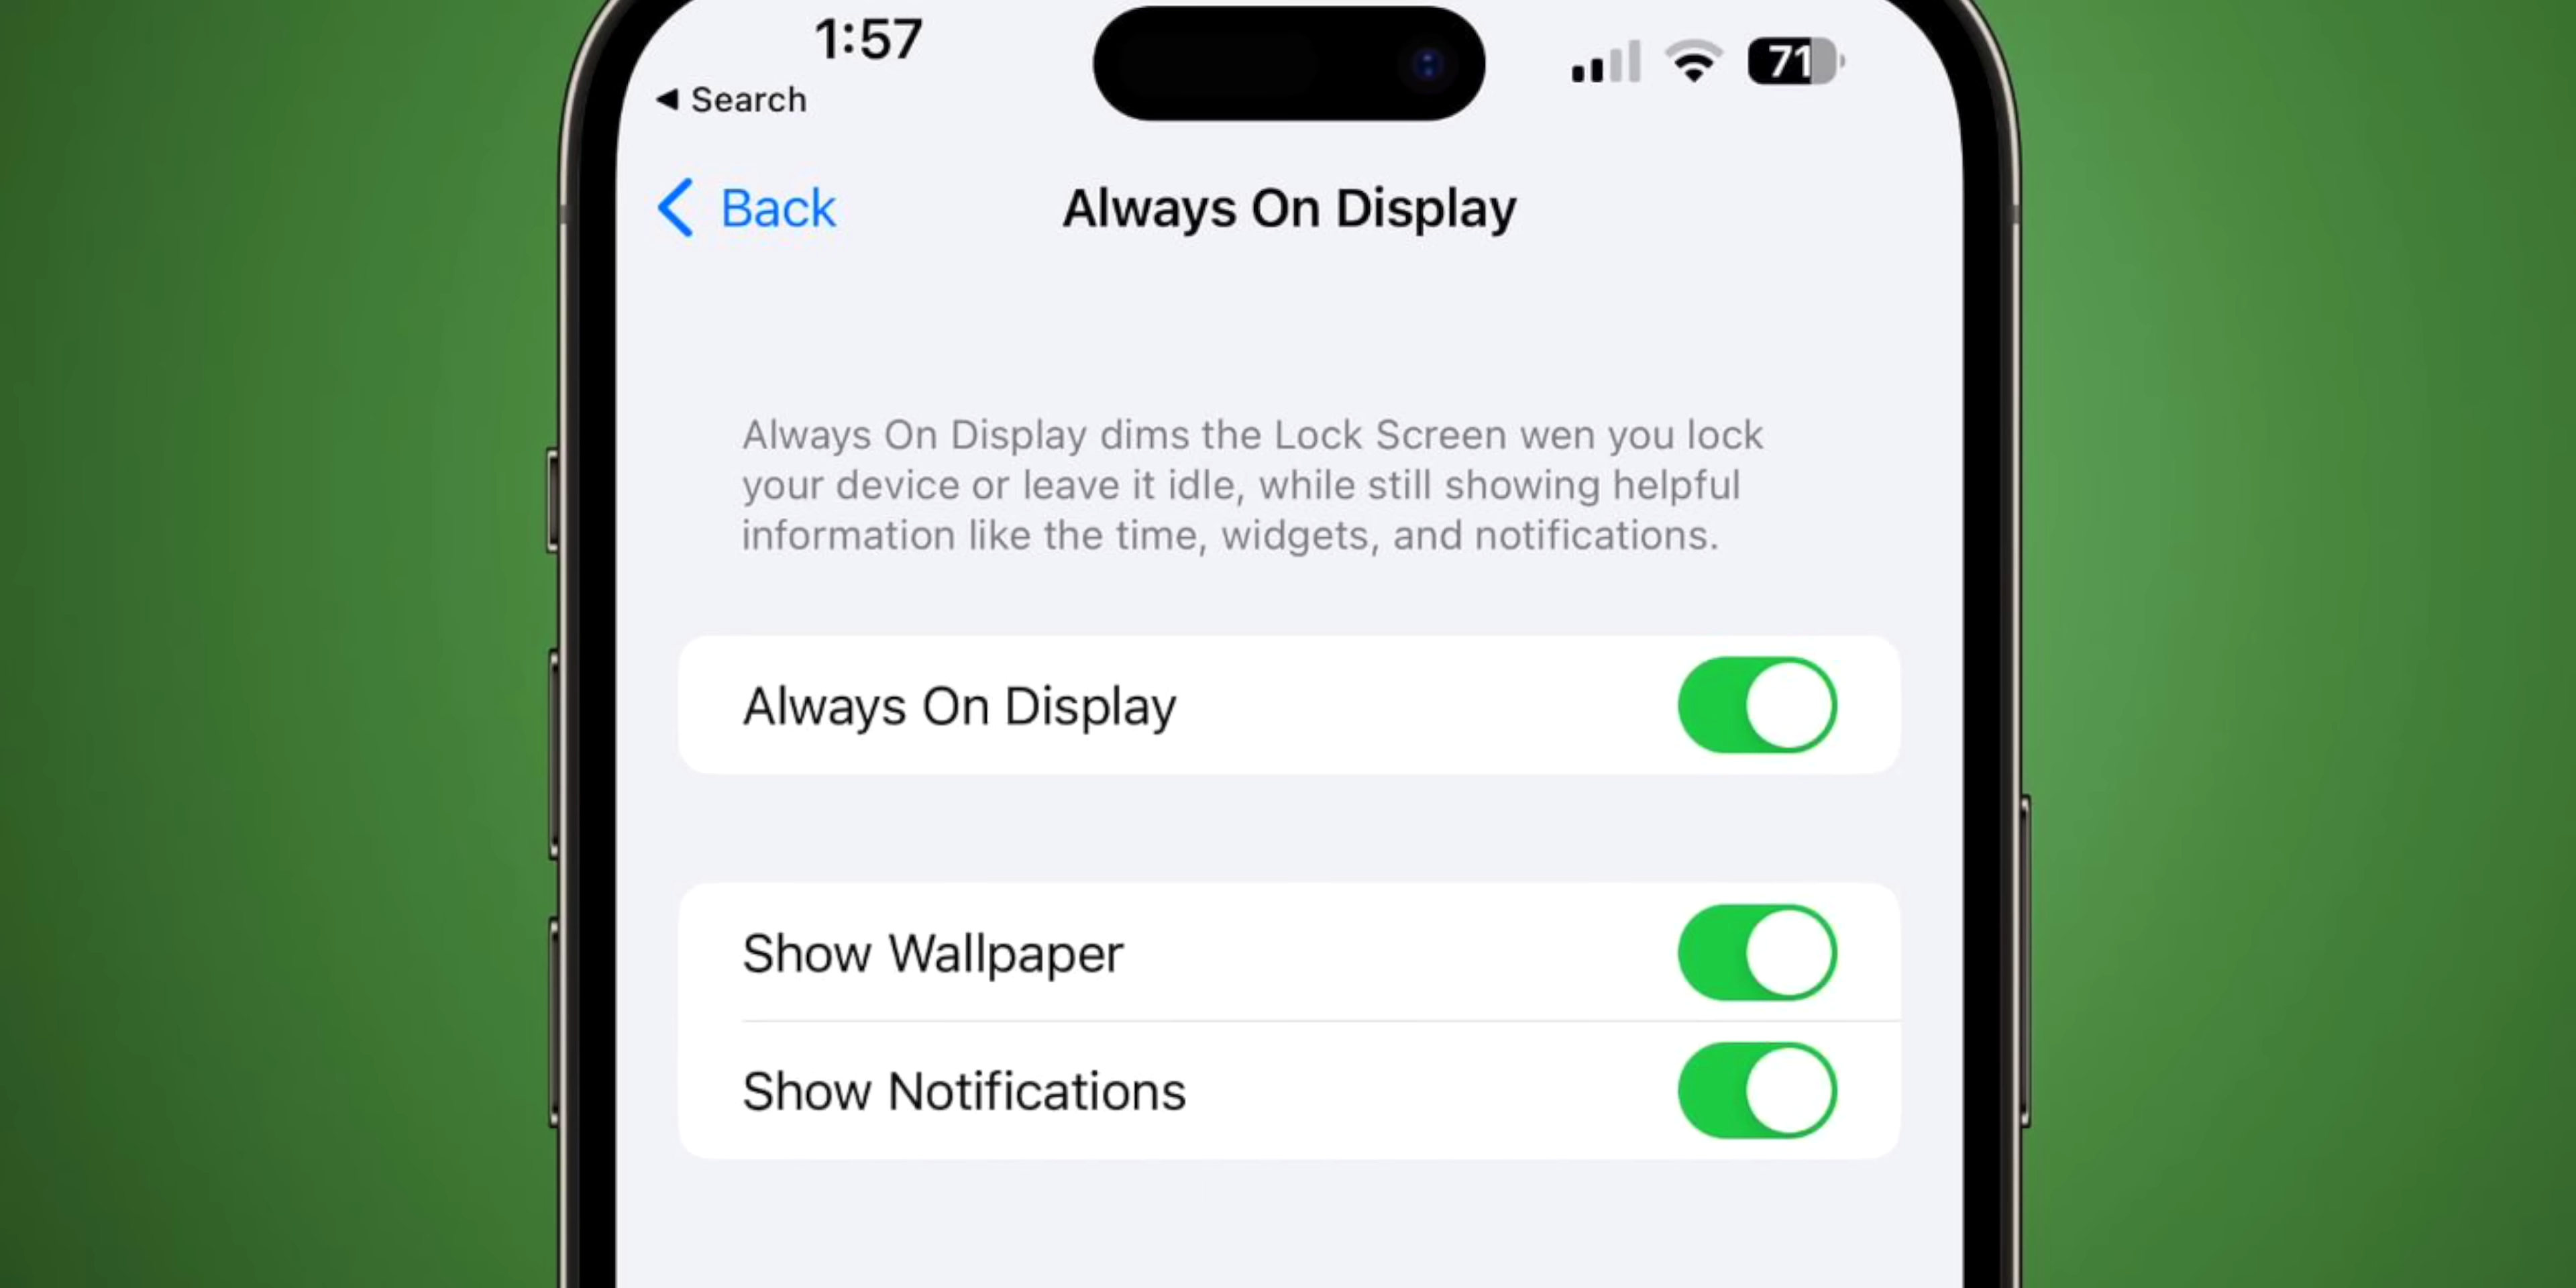 1:57
71
◀ Search
Back
Always On Display
Always On Display dims the Lock Screen wen you lock
your device or leave it idle, while still showing helpful
information like the time, widgets, and notifications.
Always On Display
Show Wallpaper
Show Notifications